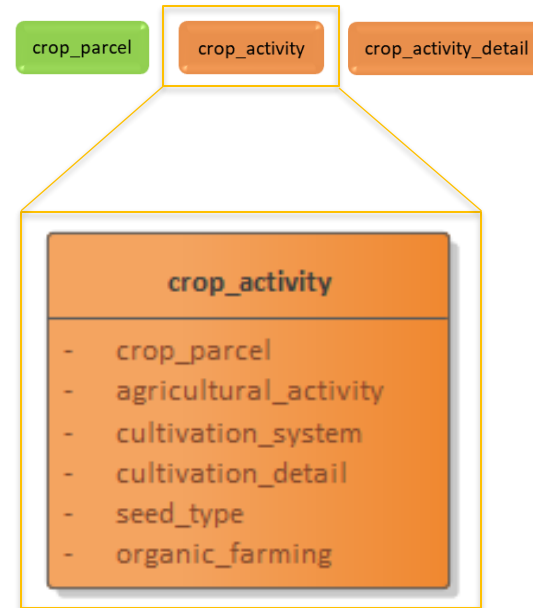 crop_parcel
crop_activity
crop_activity_detail
crop_activity
- crop_parcel
- agricultural_activity
- cultivation_system
- cultivation_detail
- seed_type
- organic_farming